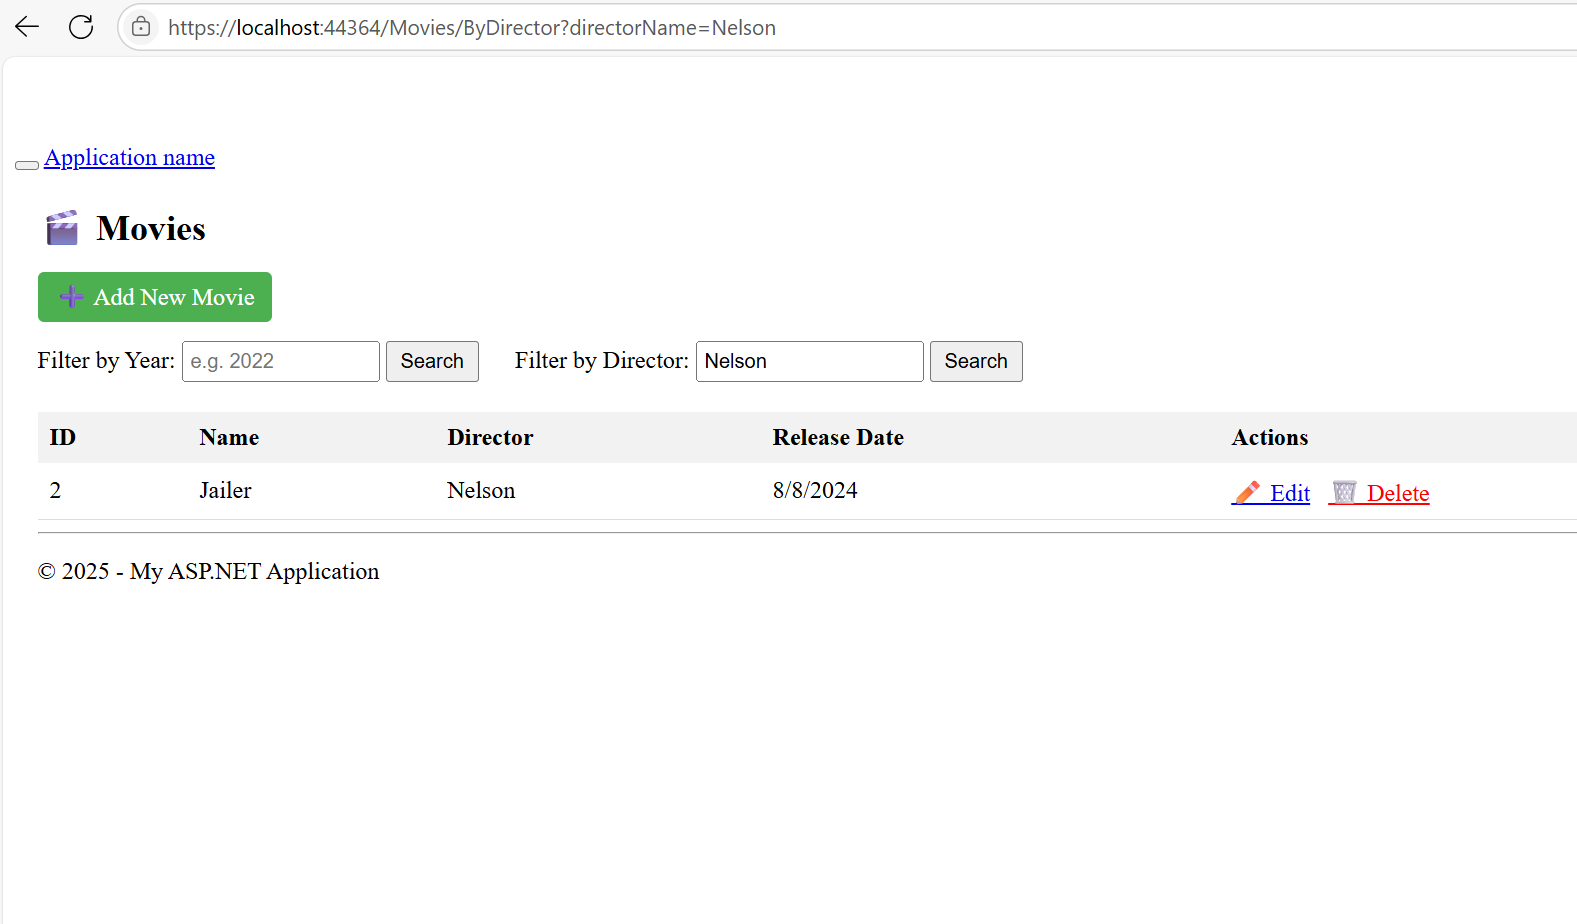 https://localhost:44364/Movies/ByDirector?directorName=Nelson
Application name
Movies
Add New Movie
Filter by Year: e.g. 2022 Search Filter by Director: Nelson Search
ID Name Director Release Date Actions
2 Jailer Nelson 8/8/2024 Edit Delete
© 2025 - My ASP.NET Application